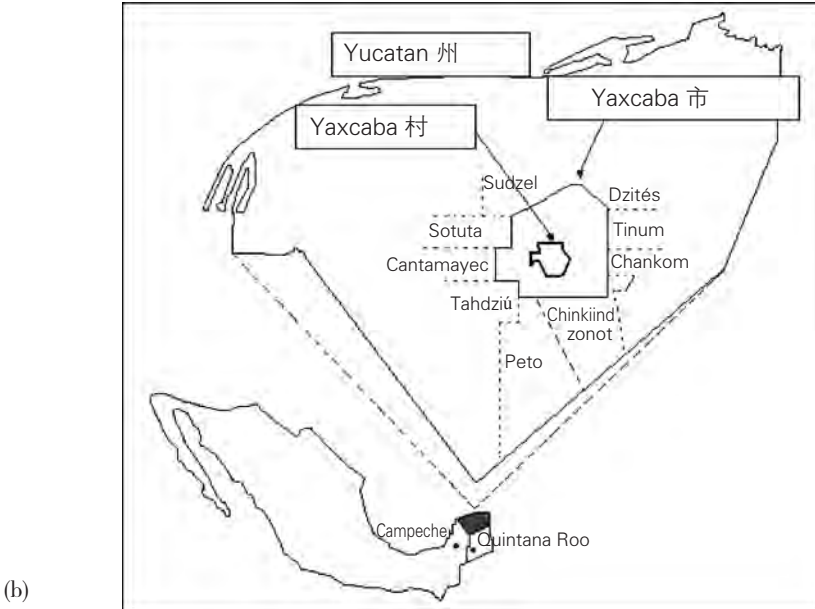 Yucatan 州
Yaxcaba 市
Yaxcaba 村
Sudzel
Dzités
Sotuta
Tinum
Cantamayec
Chankom
Tahdziú
Chinkiind
zonot
Peto
Campeche
Quintana Roo
(b)